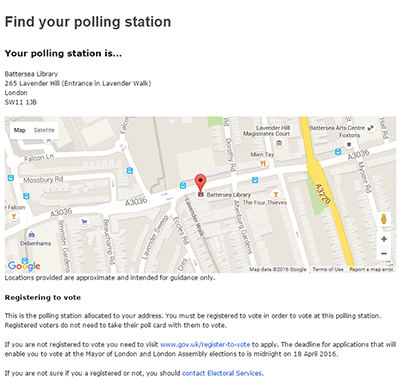 Find your polling station
Your polling station is...
Battersea Library
265 Lavender Hill (Entrance in Lavender Walk)
London
SW11 1JB
Map Satellite
Lavender Hill
Magistrates Court
Battersea Arts Centre
Foxtons
Hall Rd
Falcon Ln
Dorothy Rd
Mien Tay
A3036
Mossbury Rd
Mysore Rd
A3220
Battersea Library
The Falcon
A3036
The Four Thieves
Debenhams
Ilminster Gardens
Beauchamp Rd
Lavender Sweep
Eccles Rd
Lavender Walk
Altenburg Gardens
Google
Map data ©2016 Google Terms of Use Report a map error
Locations provided are approximate and intended for guidance only.
Registering to vote
This is the polling station allocated to your address. You must be registered to vote in order to vote at this polling station.
Registered voters do not need to take their poll card with them to vote.
If you are not registered to vote you need to visit www.gov.uk/register-to-vote to apply. The deadline for applications that will
enable you to vote at the Mayor of London and London Assembly elections to is midnight on 18 April 2016.
If you are not sure if you a registered or not, you should contact Electoral Services.